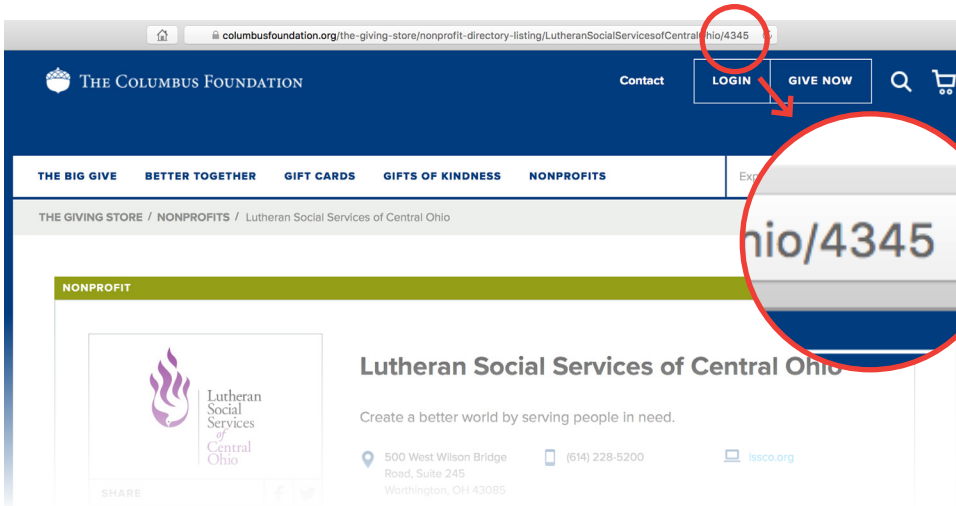 columbusfoundation.org/the-giving-store/nonprofit-directory-listing/LutheranSocialServicesofCentralOhio/4345
THE COLUMBUS FOUNDATION
Contact
LOGIN
GIVE NOW
THE BIG GIVE
BETTER TOGETHER
GIFT CARDS
GIFTS OF KINDNESS
NONPROFITS
Exp
THE GIVING STORE / NONPROFITS / Lutheran Social Services of Central Ohio
hio/4345
NONPROFIT
Lutheran
Social
Services
of
Central
Ohio
SHARE
Lutheran Social Services of Central Ohio
Create a better world by serving people in need.
500 West Wilson Bridge
Road, Suite 245
Worthington, OH 43085
(614) 228-5200
lssco.org